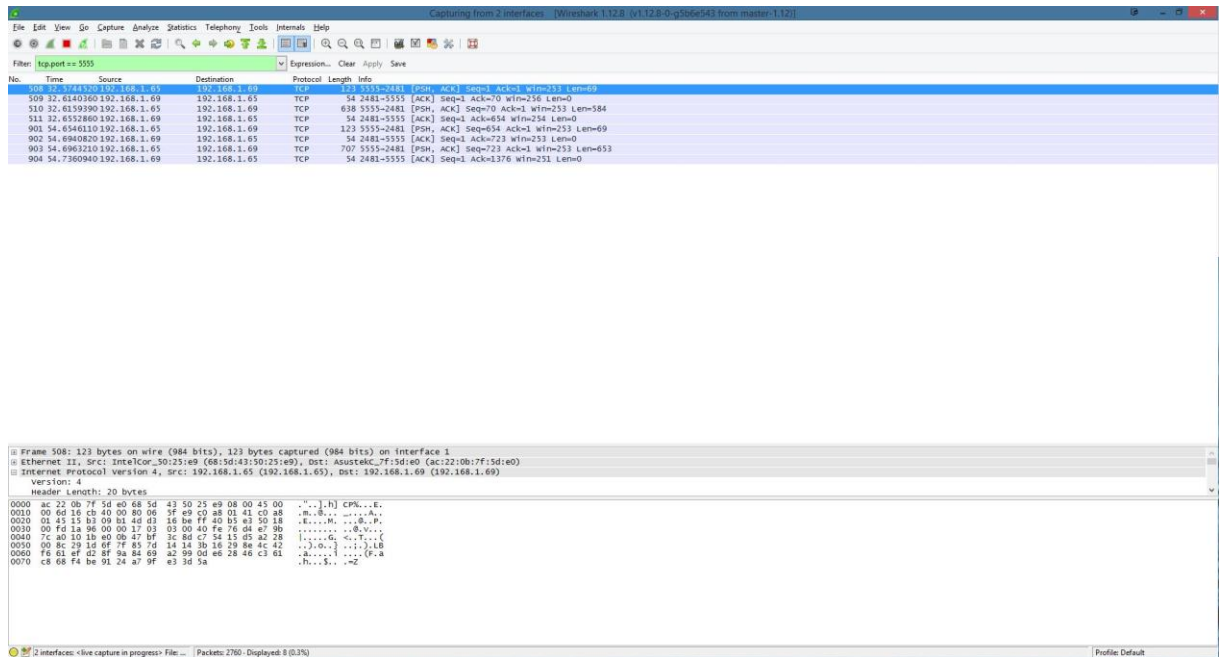 Capturing from 2 interfaces [Wireshark 1.12.8 (v1.12.8-0-g5b6e543 from master-1.12)]
File Edit View Go Capture Analyze Statistics Telephony Tools Internals Help
Filter: tcp.port == 5555 Expression... Clear Apply Save
No. Time Source Destination Protocol Length Info
508 32.5744520 192.168.1.65 192.168.1.69 TCP 123 5555→2481 [PSH, ACK] Seq=1 Ack=1 Win=253 Len=69
509 32.6140360 192.168.1.69 192.168.1.65 TCP 54 2481→5555 [ACK] Seq=1 Ack=70 Win=256 Len=0
510 32.6159390 192.168.1.65 192.168.1.69 TCP 638 5555→2481 [PSH, ACK] Seq=70 Ack=1 Win=253 Len=584
511 32.6552860 192.168.1.69 192.168.1.65 TCP 54 2481→5555 [ACK] Seq=1 Ack=654 Win=254 Len=0
901 54.6546110 192.168.1.65 192.168.1.69 TCP 123 5555→2481 [PSH, ACK] Seq=654 Ack=1 Win=253 Len=69
902 54.6940820 192.168.1.69 192.168.1.65 TCP 54 2481→5555 [ACK] Seq=1 Ack=723 Win=253 Len=0
903 54.6963210 192.168.1.65 192.168.1.69 TCP 707 5555→2481 [PSH, ACK] Seq=723 Ack=1 Win=253 Len=653
904 54.7360940 192.168.1.69 192.168.1.65 TCP 54 2481→5555 [ACK] Seq=1 Ack=1376 Win=251 Len=0
Frame 508: 123 bytes on wire (984 bits), 123 bytes captured (984 bits) on interface 1
Ethernet II, Src: IntelCor_50:25:e9 (68:5d:43:50:25:e9), Dst: AsustekC_7f:5d:e0 (ac:22:0b:7f:5d:e0)
Internet Protocol Version 4, Src: 192.168.1.65 (192.168.1.65), Dst: 192.168.1.69 (192.168.1.69)
Version: 4
Header Length: 20 bytes
0000 ac 22 0b 7f 5d e0 68 5d 43 50 25 e9 08 00 45 00 ."..].h] CP%...E.
0010 00 6d 16 cb 40 00 80 06 5f e9 c0 a8 01 41 c0 a8 .m..@... _....A..
0020 01 45 15 b3 09 b1 4d d3 16 be ff 40 b5 e3 50 18 .E....M. ...@..P.
0030 00 fd 1a 96 00 00 17 03 03 00 40 fe 76 d4 e7 9b ........ ..@.v...
0040 7c a0 10 1b e0 0b 47 bf 3c 8d c7 54 15 d5 a2 28 |.....G. <..T...(
0050 00 8c 29 1d 6f 7f 85 7d 14 14 3b 16 29 8e 4c 42 ..).o..} ..;.).LB
0060 f6 61 ef d2 8f 9a 84 69 a2 99 0d e6 28 46 c3 61 .a.....i ....(F.a
0070 c8 68 f4 be 91 24 a7 9f e3 3d 5a .h...$.. .=Z
2 interfaces: <live capture in progress> File: ... Packets: 2760 · Displayed: 8 (0.3%) Profile: Default